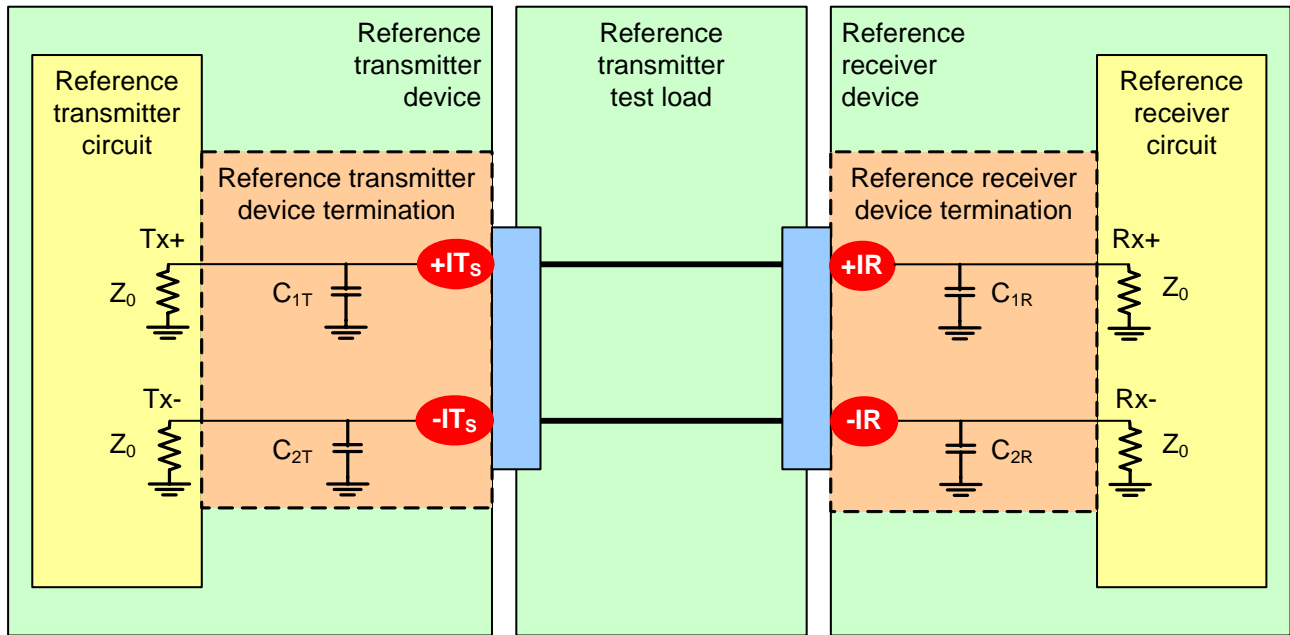 Reference
transmitter
device
Reference
transmitter
circuit
Reference transmitter
device termination
Tx+
Z0
C1T
+ITS
Tx-
Z0
C2T
-ITS
Reference
transmitter
test load
Reference
receiver
device
Reference receiver
device termination
+IR
C1R
-IR
C2R
Reference
receiver
circuit
Rx+
Z0
Rx-
Z0